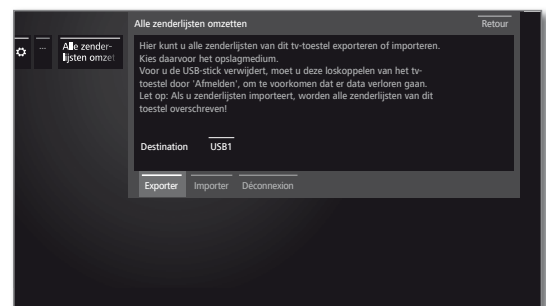 Alle zenderlijsten omzetten
Retour
...
Alle zender-
lijsten omzet
Hier kunt u alle zenderlijsten van dit tv-toestel exporteren of importeren.
Kies daarvoor het opslagmedium.
Voor u de USB-stick verwijdert, moet u deze loskoppelen van het tv-
toestel door 'Afmelden', om te voorkomen dat er data verloren gaan.
Let op: Als u zenderlijsten importeert, worden alle zenderlijsten van dit
toestel overschreven!
Destination USB1
Exporter Importer Déconnexion